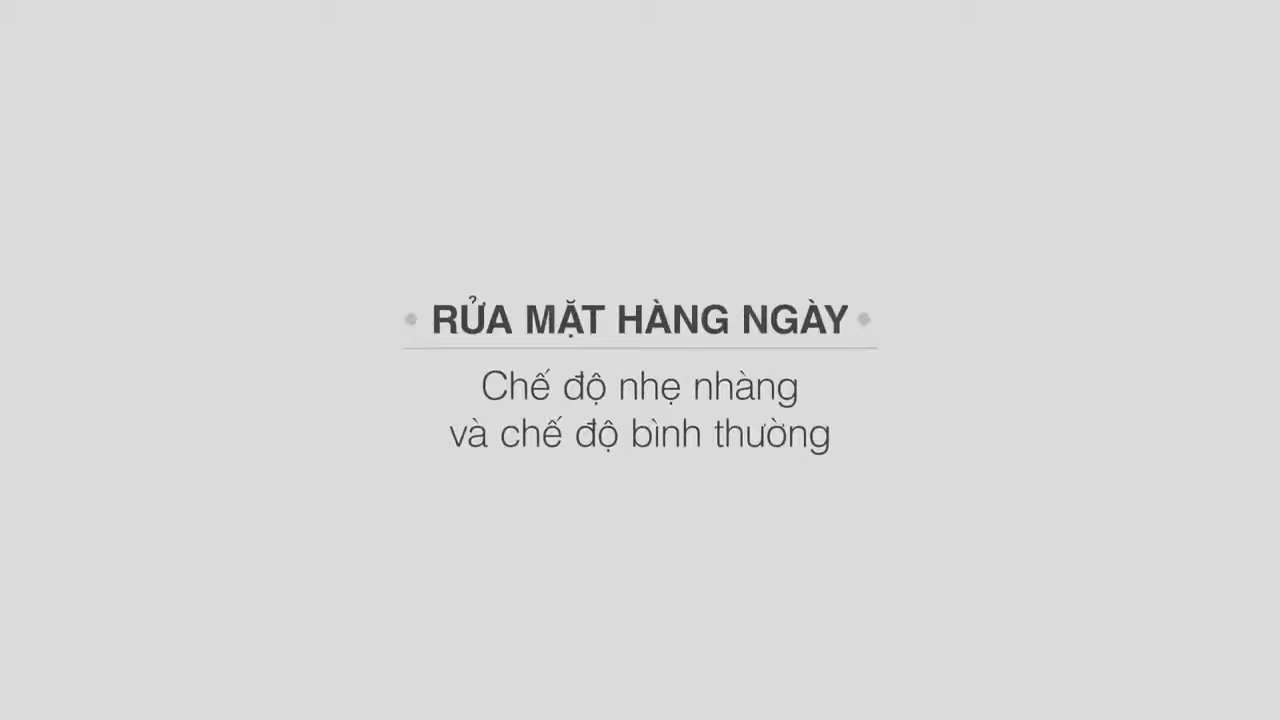 RỬA MẶT HÀNG NGÀY
Chế độ nhẹ nhàng
và chế độ bình thường